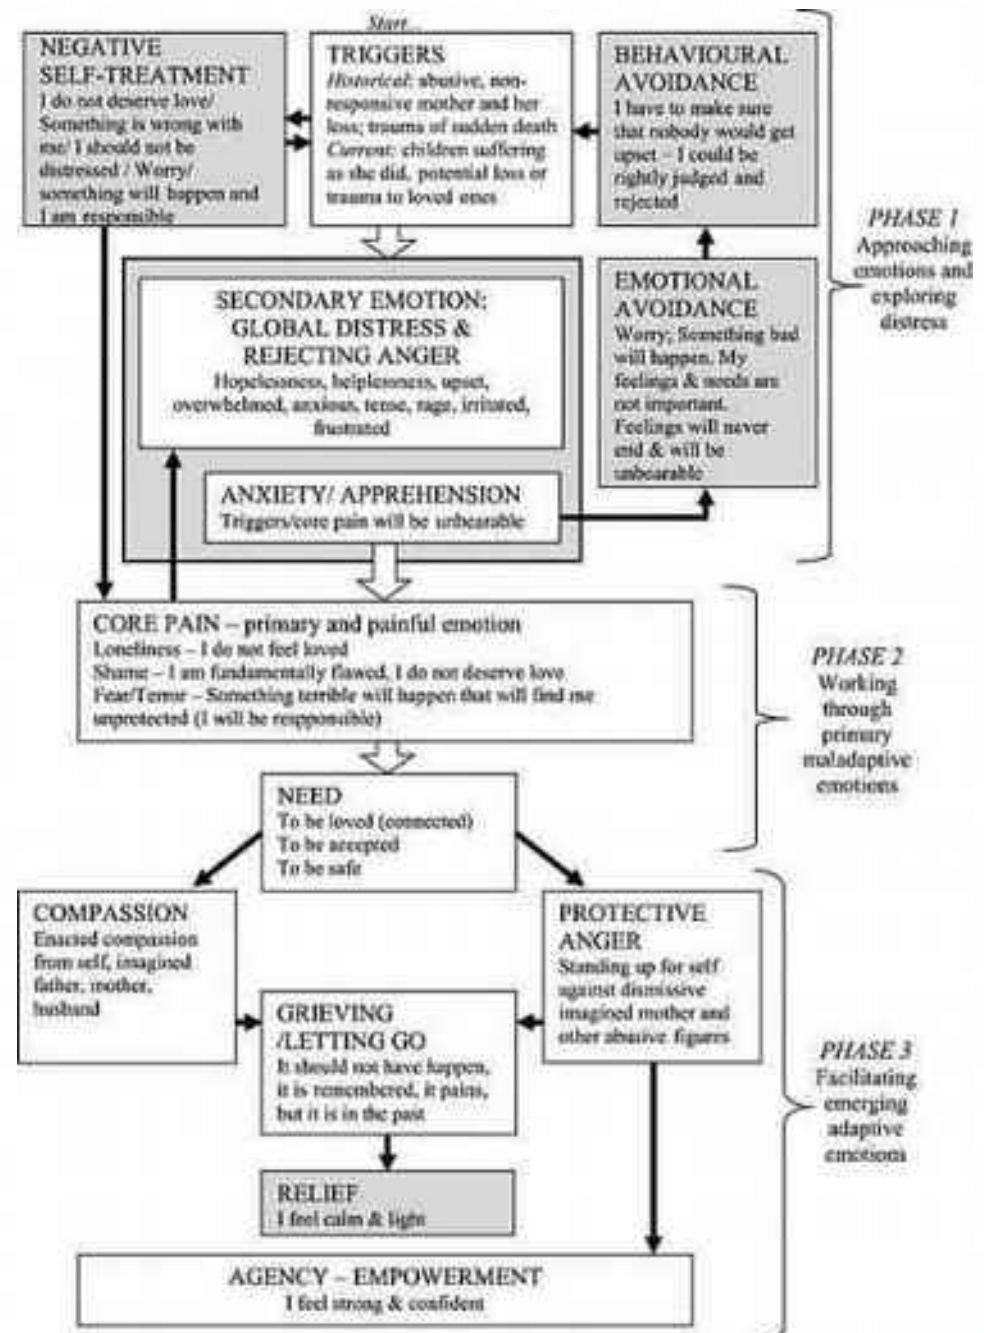 Start...
NEGATIVE
SELF-TREATMENT
I do not deserve love/
Something is wrong with
me/ I should not be
distressed / Worry/
something will happen and
I am responsible
TRIGGERS
Historical: abusive, non-
responsive mother and her
loss; trauma of sudden death
Current: children suffering
as she did, potential loss or
trauma to loved ones
BEHAVIOURAL
AVOIDANCE
I have to make sure
that nobody would get
upset – I could be
rightly judged and
rejected
PHASE 1
Approaching
emotions and
exploring
distress
SECONDARY EMOTION:
GLOBAL DISTRESS &
REJECTING ANGER
Hopelessness, helplessness, upset,
overwhelmed, anxious, tense, rage, irritated,
frustrated
EMOTIONAL
AVOIDANCE
Worry; Something bad
will happen. My
feelings & needs are
not important.
Feelings will never
end & will be
unbearable
ANXIETY/ APPREHENSION
Triggers/core pain will be unbearable
CORE PAIN – primary and painful emotion
Loneliness – I do not feel loved
Shame – I am fundamentally flawed, I do not deserve love
Fear/Terror – Something terrible will happen that will find me
unprotected (I will be responsible)
PHASE 2
Working
through
primary
maladaptive
emotions
NEED
To be loved (connected)
To be accepted
To be safe
COMPASSION
Enacted compassion
from self, imagined
father, mother,
husband
PROTECTIVE
ANGER
Standing up for self
against dismissive
imagined mother and
other abusive figures
GRIEVING
/LETTING GO
It should not have happen,
it is remembered, it pains,
but it is in the past
PHASE 3
Facilitating
emerging
adaptive
emotions
RELIEF
I feel calm & light
AGENCY – EMPOWERMENT
I feel strong & confident